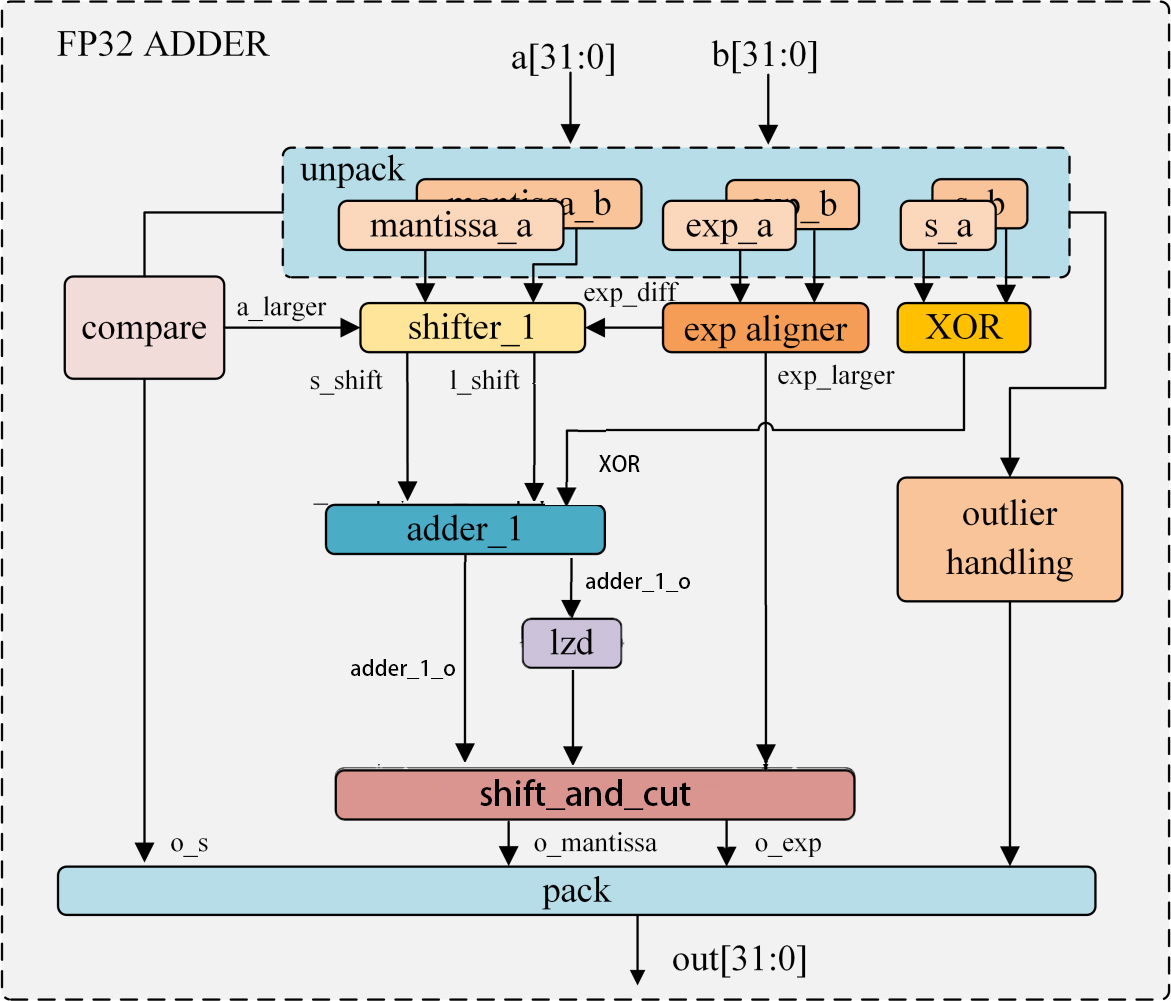 FP32 ADDER
a[31:0]
b[31:0]
unpack
mantissa_b
exp_b
s_b
mantissa_a
exp_a
s_a
exp_diff
a_larger
compare
shifter_1
exp aligner
XOR
s_shift
l_shift
exp_larger
XOR
outlier
handling
adder_1
adder_1_o
lzd
adder_1_o
shift_and_cut
o_s
o_mantissa
o_exp
pack
out[31:0]